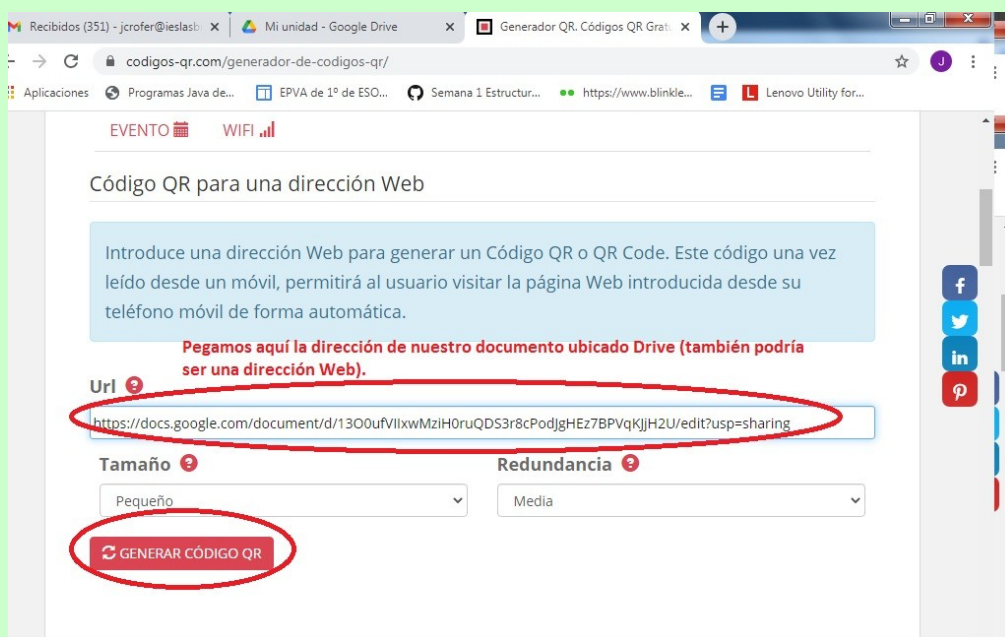 Recibidos (351) - jcrofer@ieslasb
Mi unidad - Google Drive
Generador QR. Códigos QR Grat
codigos-qr.com/generador-de-codigos-qr/
J
Aplicaciones
Programas Java de...
EPVA de 1º de ESO...
Semana 1 Estructur...
https://www.blinkle...
L
Lenovo Utility for...
EVENTO
WIFI
Código QR para una dirección Web
Introduce una dirección Web para generar un Código QR o QR Code. Este código una vez
leído desde un móvil, permitirá al usuario visitar la página Web introducida desde su
teléfono móvil de forma automática.
Pegamos aquí la dirección de nuestro documento ubicado Drive (también podría
ser una dirección Web).
Url
https://docs.google.com/document/d/13O0ufVIIxwMziH0ruQDS3r8cPodJgHEz7BPVqKJjH2U/edit?usp=sharing
Tamaño
Redundancia
Pequeño
Media
GENERAR CÓDIGO QR